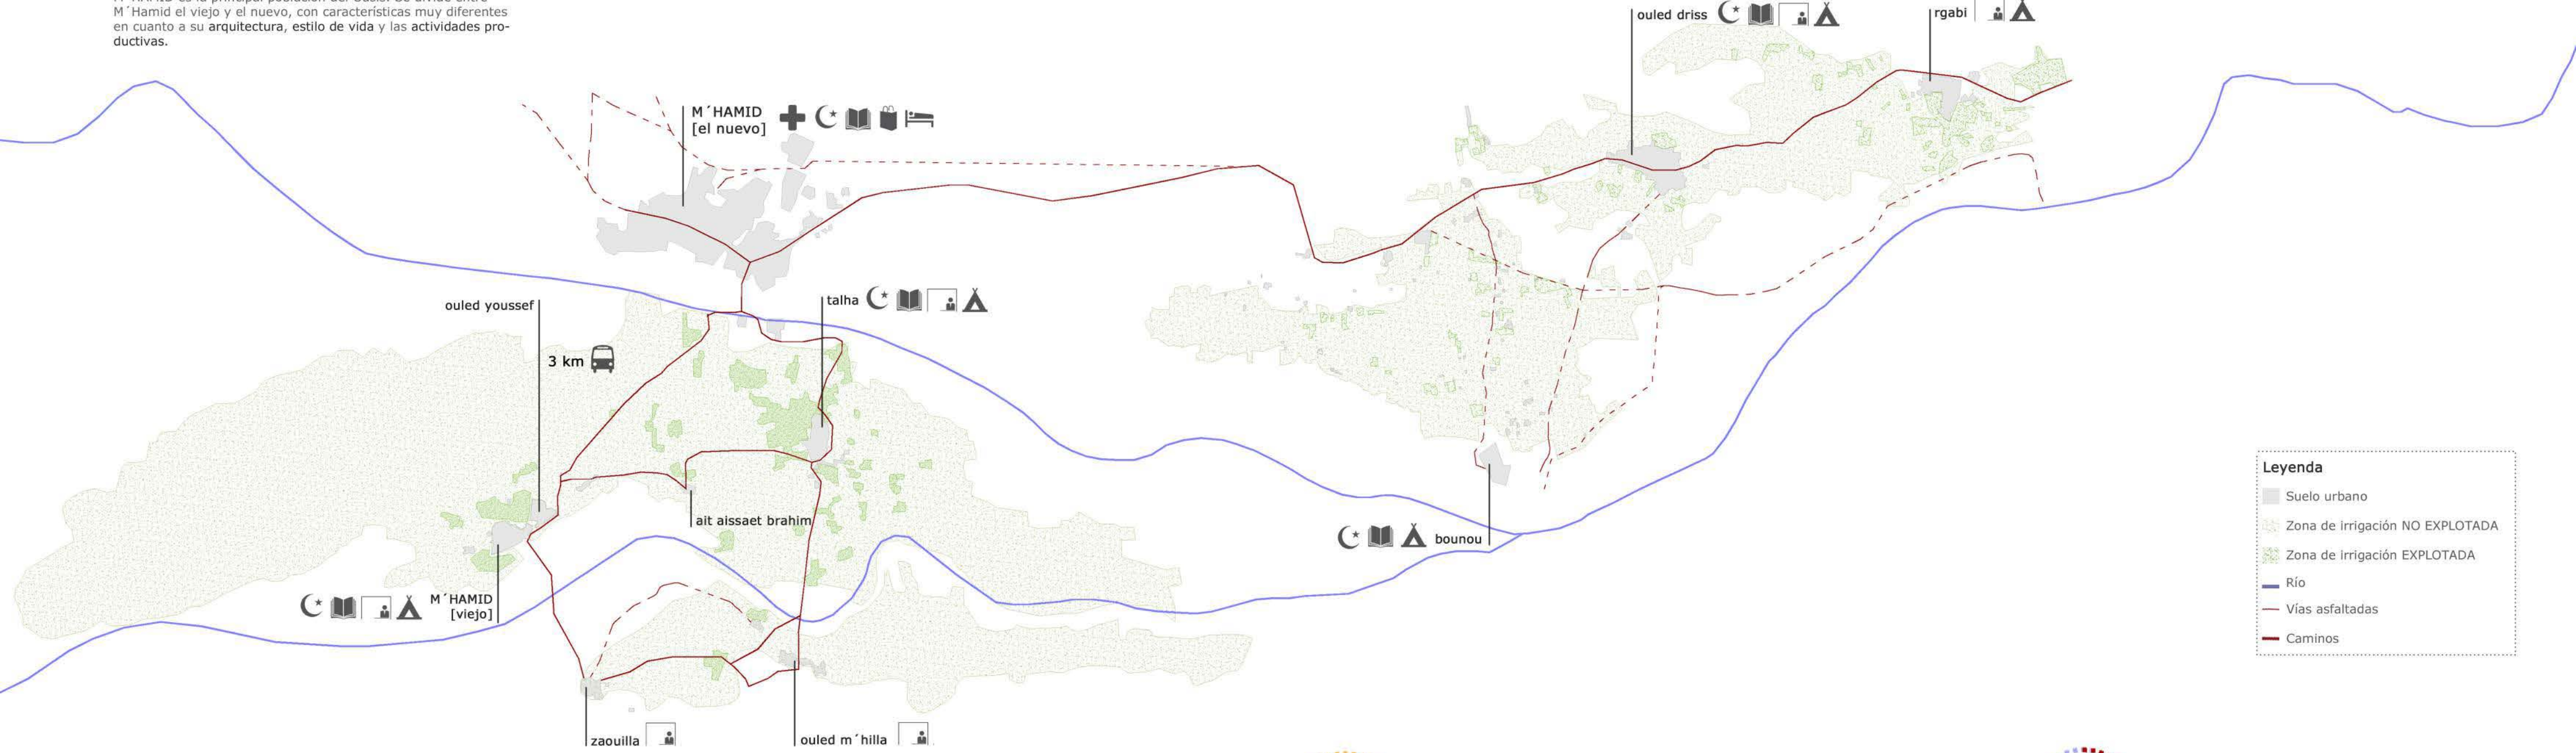 M´Hamid el viejo y el nuevo, con características muy diferentes
en cuanto a su arquitectura, estilo de vida y las actividades pro-
ductivas.
ouled driss
rgabi
M´HAMID
[el nuevo]
ouled youssef
talha
3 km
ait aissaet brahim
bounou
M´HAMID
[viejo]
zaouilla
ouled m´hilla
Leyenda
Suelo urbano
Zona de irrigación NO EXPLOTADA
Zona de irrigación EXPLOTADA
Río
Vías asfaltadas
Caminos